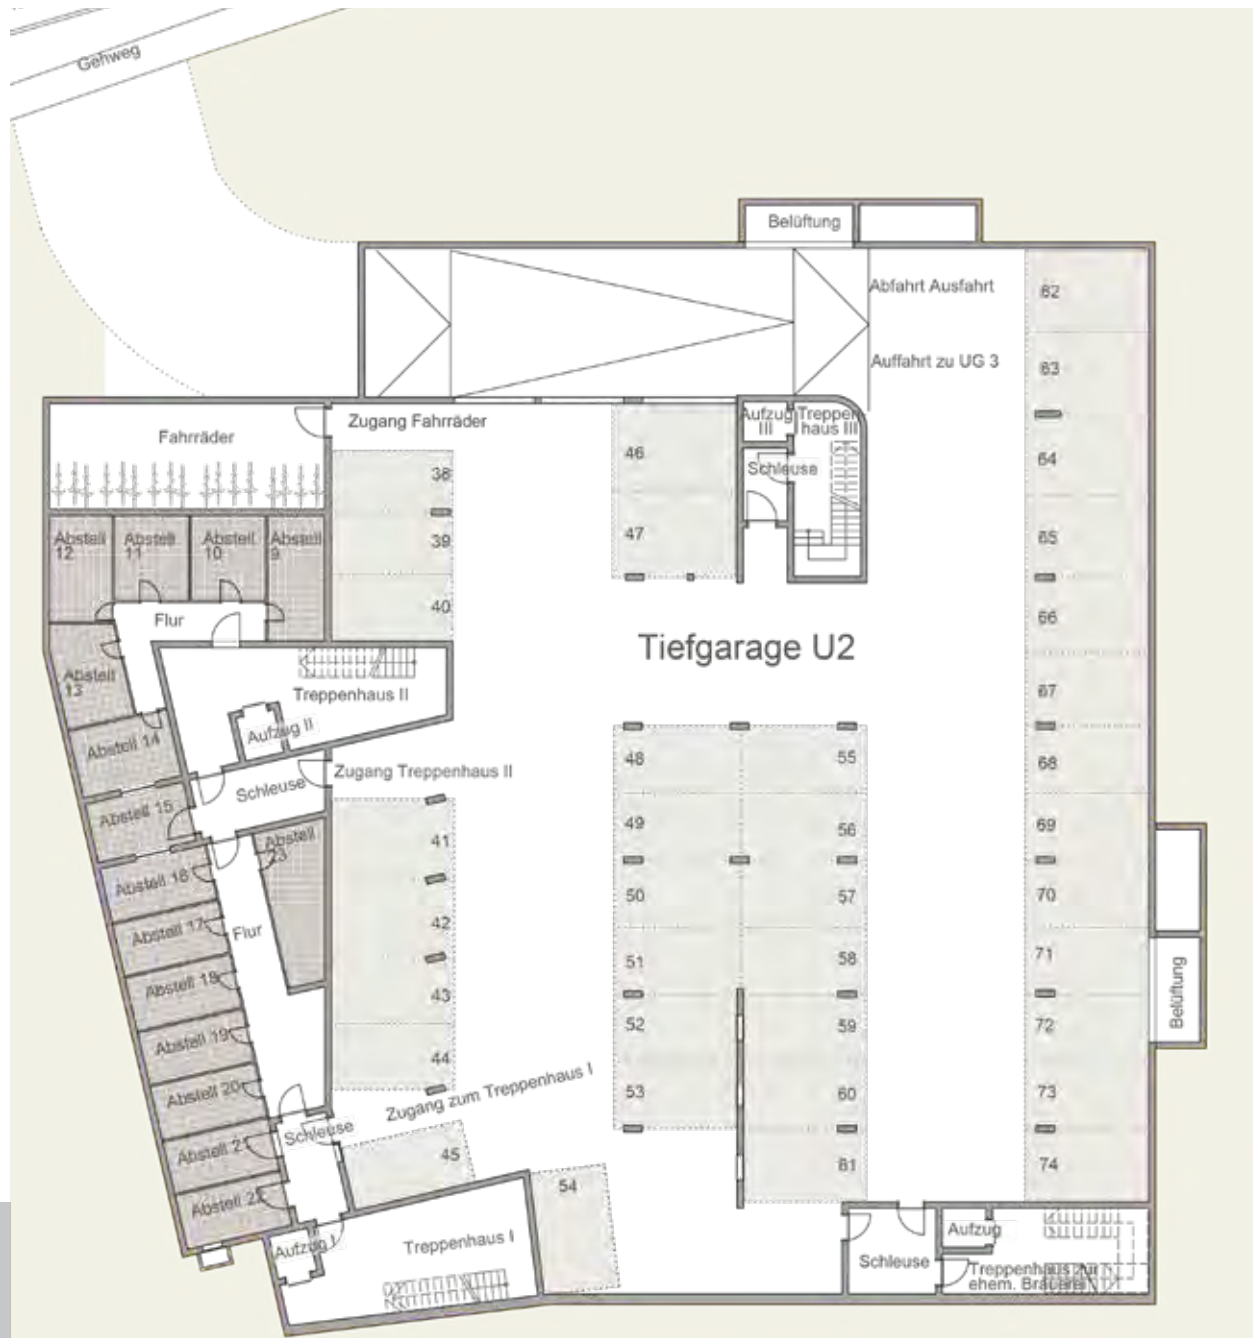 Gehweg
Belüftung
Abfahrt Ausfahrt
62
Auffahrt zu UG 3
63
Zugang Fahrräder
Aufzug
III
Treppen
haus III
Fahrräder
46
Schleuse
64
38
Abstell
12
Abstell
11
Abstell
10
Abstell
9
39
47
65
40
Flur
66
Tiefgarage U2
Abstell
13
Treppenhaus II
67
Aufzug II
Abstell 14
48
55
68
Zugang Treppenhaus II
Schleuse
Abstell 15
49
56
69
Abstell
23
41
Abstell 16
50
57
70
42
Abstell 17
Flur
51
58
71
Abstell 18
43
Belüftung
52
59
72
Abstell 19
44
Abstell 20
53
60
73
Zugang zum Treppenhaus I
Schleuse
Abstell 21
45
61
74
54
Abstell 22
Aufzug I
Treppenhaus I
Aufzug
Schleuse
Treppenhaus zur
ehem. Brauerei